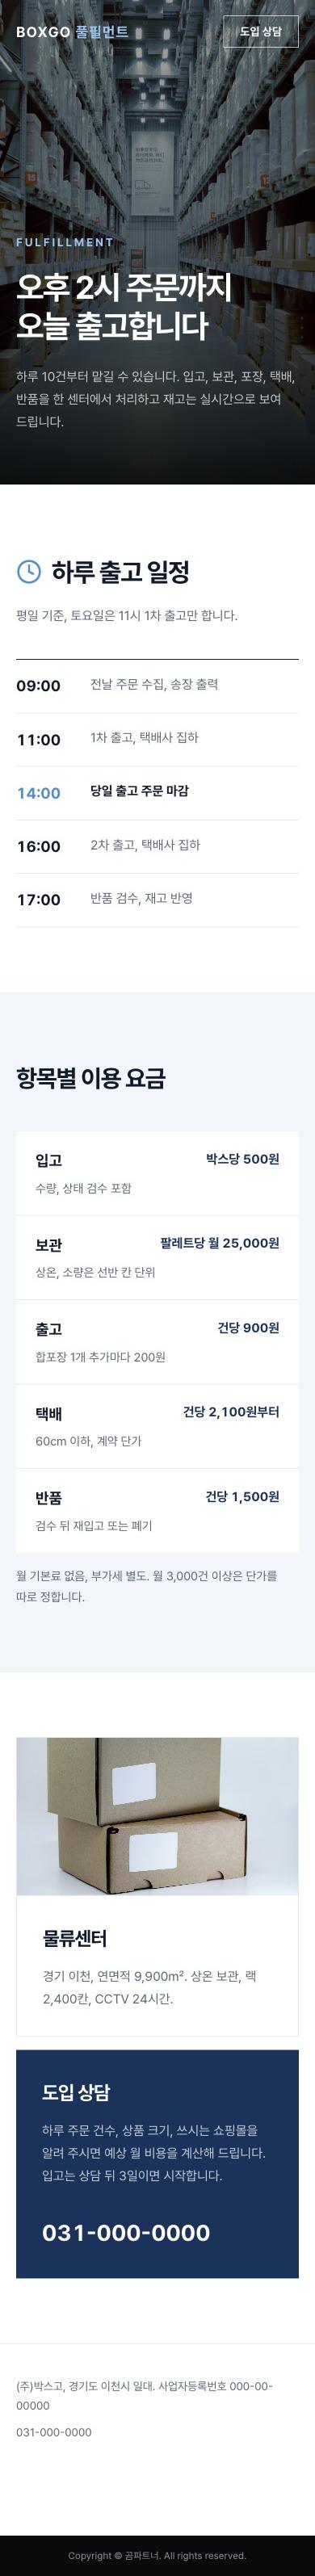 BOXGO 풀필먼트
도입 상담
FULFILLMENT
오후 2시 주문까지
오늘 출고합니다
하루 10건부터 맡길 수 있습니다. 입고, 보관, 포장, 택배,
반품을 한 센터에서 처리하고 재고는 실시간으로 보여
드립니다.
하루 출고 일정
평일 기준, 토요일은 11시 1차 출고만 합니다.
09:00 전날 주문 수집, 송장 출력
11:00 1차 출고, 택배사 집하
14:00 당일 출고 주문 마감
16:00 2차 출고, 택배사 집하
17:00 반품 검수, 재고 반영
항목별 이용 요금
입고 박스당 500원
수량, 상태 검수 포함
보관 팔레트당 월 25,000원
상온, 소량은 선반 칸 단위
출고 건당 900원
합포장 1개 추가마다 200원
택배 건당 2,100원부터
60cm 이하, 계약 단가
반품 건당 1,500원
검수 뒤 재입고 또는 폐기
월 기본료 없음, 부가세 별도. 월 3,000건 이상은 단가를
따로 정합니다.
물류센터
경기 이천, 연면적 9,900m². 상온 보관, 랙
2,400칸, CCTV 24시간.
도입 상담
하루 주문 건수, 상품 크기, 쓰시는 쇼핑몰을
알려 주시면 예상 월 비용을 계산해 드립니다.
입고는 상담 뒤 3일이면 시작합니다.
031-000-0000
(주)박스고, 경기도 이천시 일대. 사업자등록번호 000-00-
00000
031-000-0000
Copyright © 곰파트너. All rights reserved.